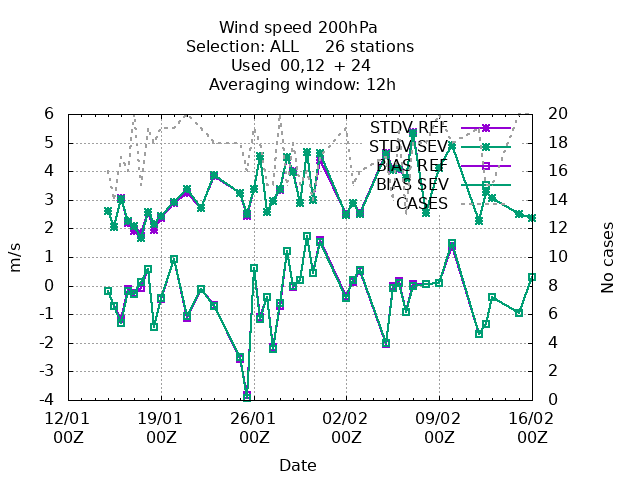 Wind speed 200hPa
Selection: ALL 26 stations
Used 00,12 + 24
Averaging window: 12h
STDV REF
STDV SEV
BIAS REF
BIAS SEV
CASES
6
5
4
3
2
1
0
-1
-2
-3
-4
m/s
20
18
16
14
12
10
8
6
4
2
0
No cases
12/01 19/01 26/01 02/02 09/02 16/02
00Z 00Z 00Z 00Z 00Z 00Z
Date